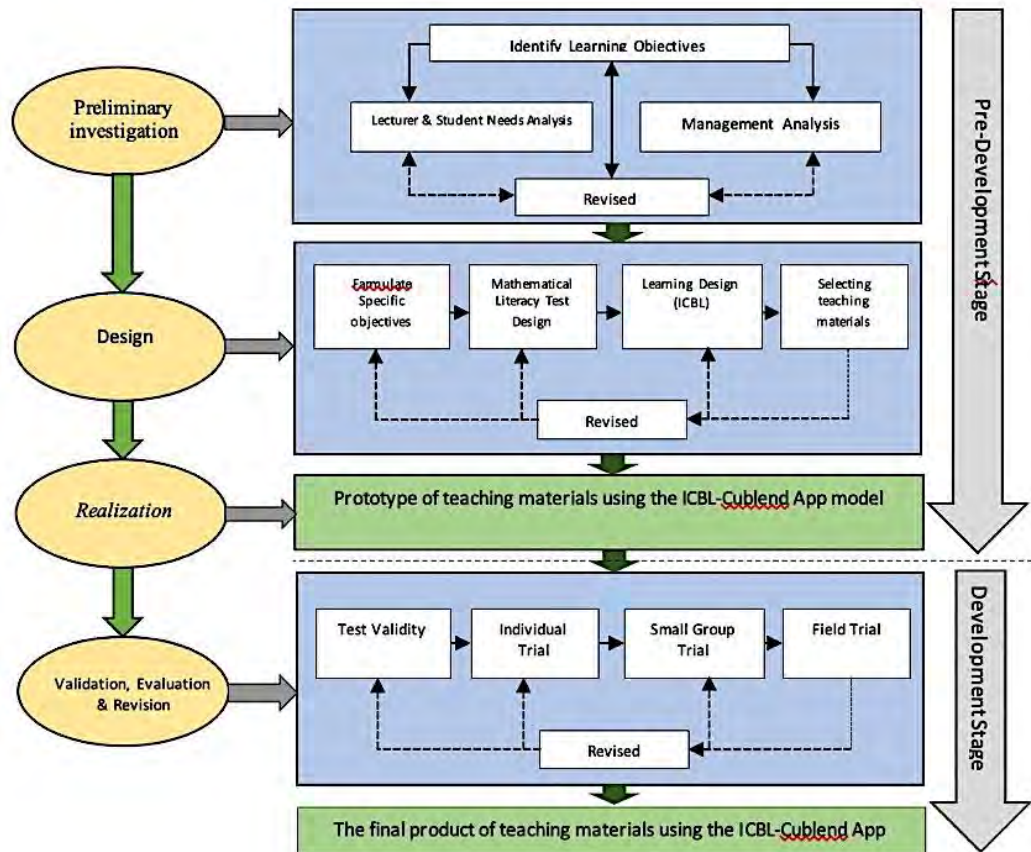 Preliminary
investigation
Identify Learning Objectives
Lecturer & Student Needs Analysis
Management Analysis
Revised
Pre-Development Stage
Design
Farmulate
Specific
objectives
Mathematical
Literacy Test
Design
Learning Design
(ICBL)
Selecting
teaching
materials
Revised
Realization
Prototype of teaching materials using the ICBL-Cublend App model
Validation, Evaluation
& Revision
Test Validity
Individual
Trial
Small Group
Trial
Field Trial
Revised
Development Stage
The final product of teaching materials using the ICBL-Cublend App